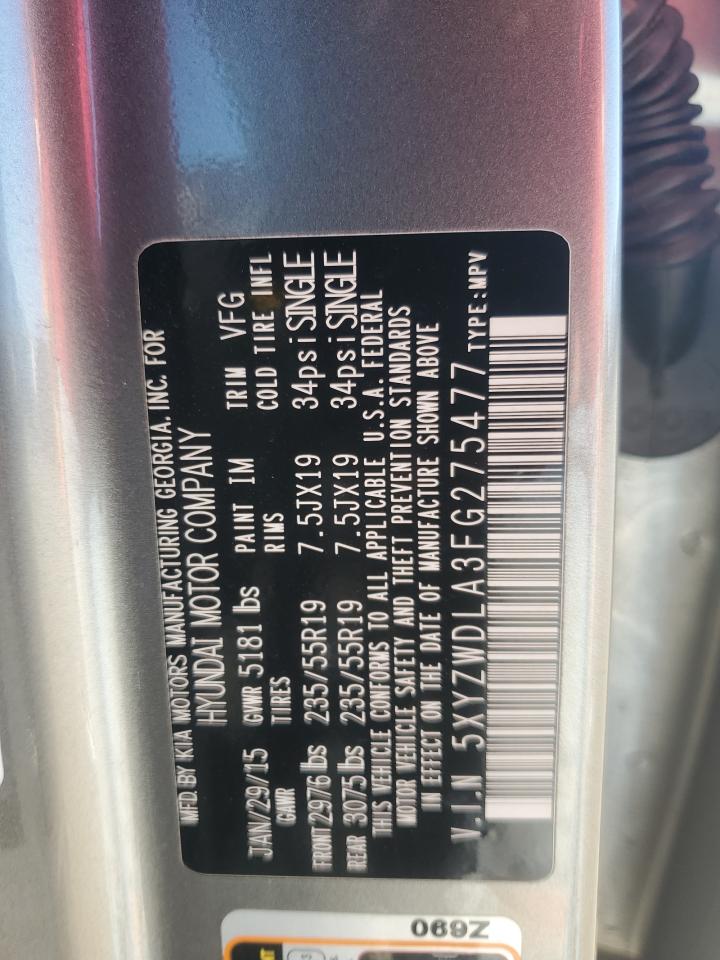 MFD BY KIA MOTORS MANUFACTURING GEORGIA. INC. FOR
HYUNDAI MOTOR COMPANY
JAN/29/15 GVWR 5181 lbs PAINT IM TRIM VFG
GAWR TIRES RIMS COLD TIRE INFL
FRONT 2976 lbs 235/55R19 7.5JX19 34psi SINGLE
REAR 3075 lbs 235/55R19 7.5JX19 34psi SINGLE
THIS VEHICLE CONFORMS TO ALL APPLICABLE U.S.A. FEDERAL
MOTOR VEHICLE SAFETY AND THEFT PREVENTION STANDARDS
IN EFFECT ON THE DATE OF MANUFACTURE SHOWN ABOVE
V.I.N 5XYZWDLA3FG275477 TYPE:MPV
069Z